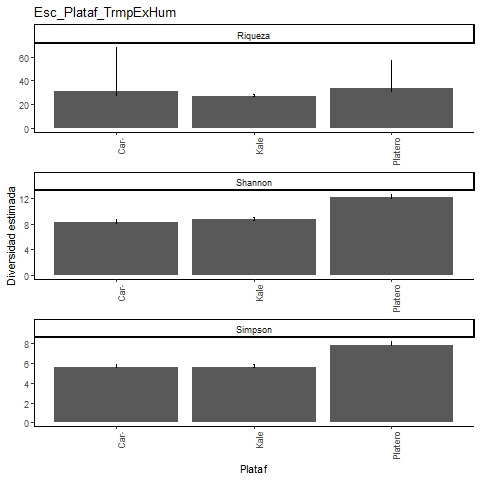 Esc_Plataf_TrmpExHum
Riqueza
60
40
20
0
Car-
Kale
Platero
Shannon
12
8
4
0
Car-
Kale
Platero
Simpson
8
6
4
2
0
Car-
Kale
Platero
Diversidad estimada
Plataf